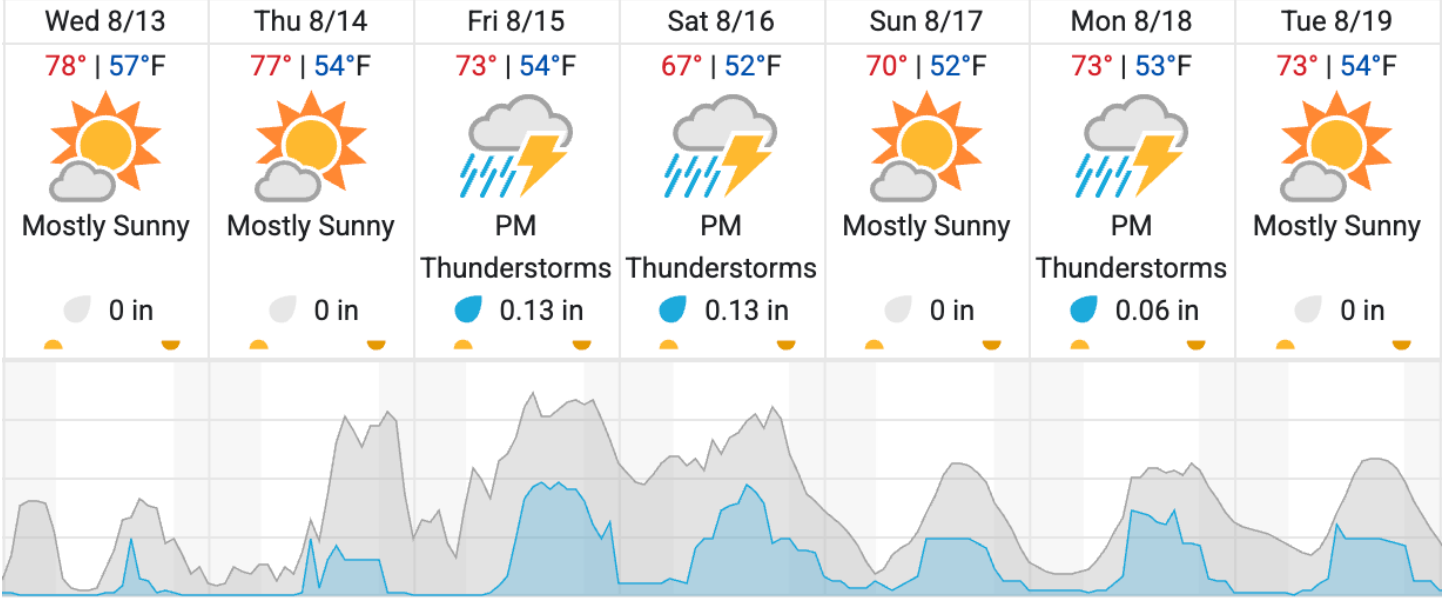 Wed 8/13 Thu 8/14 Fri 8/15 Sat 8/16 Sun 8/17 Mon 8/18 Tue 8/19
78° | 57°F 77° | 54°F 73° | 54°F 67° | 52°F 70° | 52°F 73° | 53°F 73° | 54°F
Mostly Sunny Mostly Sunny PM PM Mostly Sunny PM Mostly Sunny
Thunderstorms Thunderstorms Thunderstorms
0 in 0 in 0.13 in 0.13 in 0 in 0.06 in 0 in